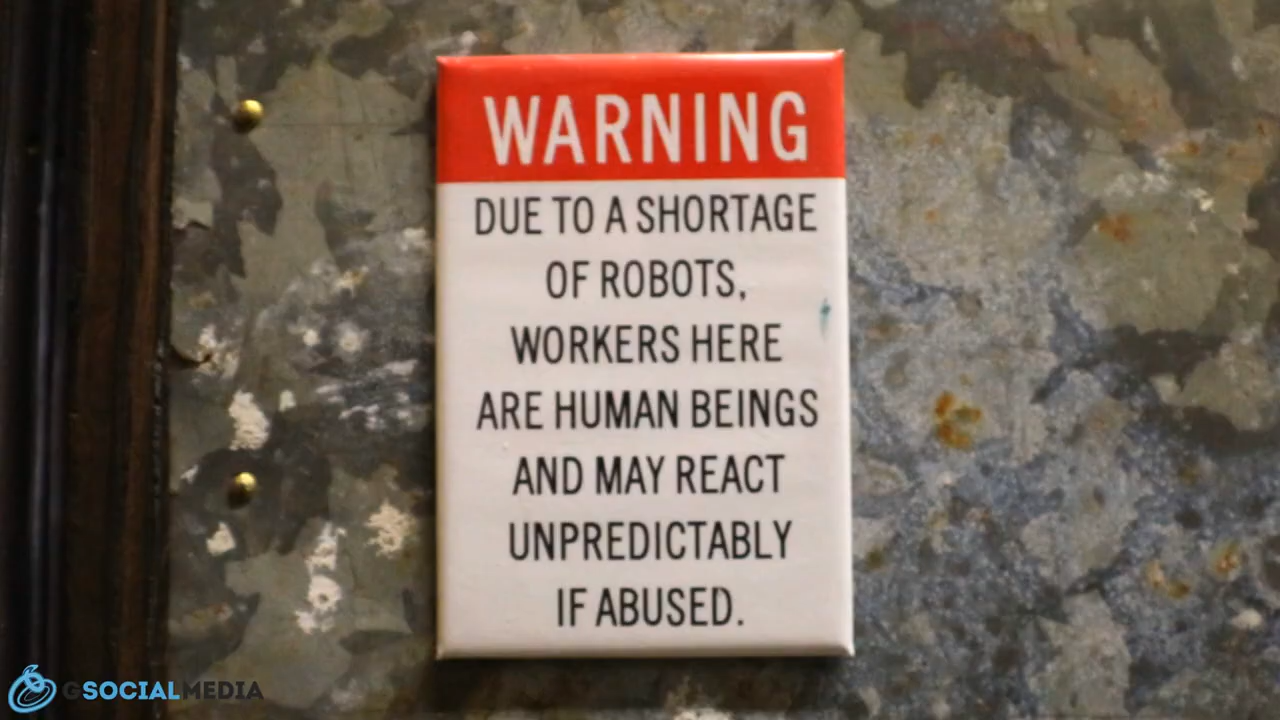 WARNING
DUE TO A SHORTAGE
OF ROBOTS,
WORKERS HERE
ARE HUMAN BEINGS
AND MAY REACT
UNPREDICTABLY
IF ABUSED.
GSOCIALMEDIA